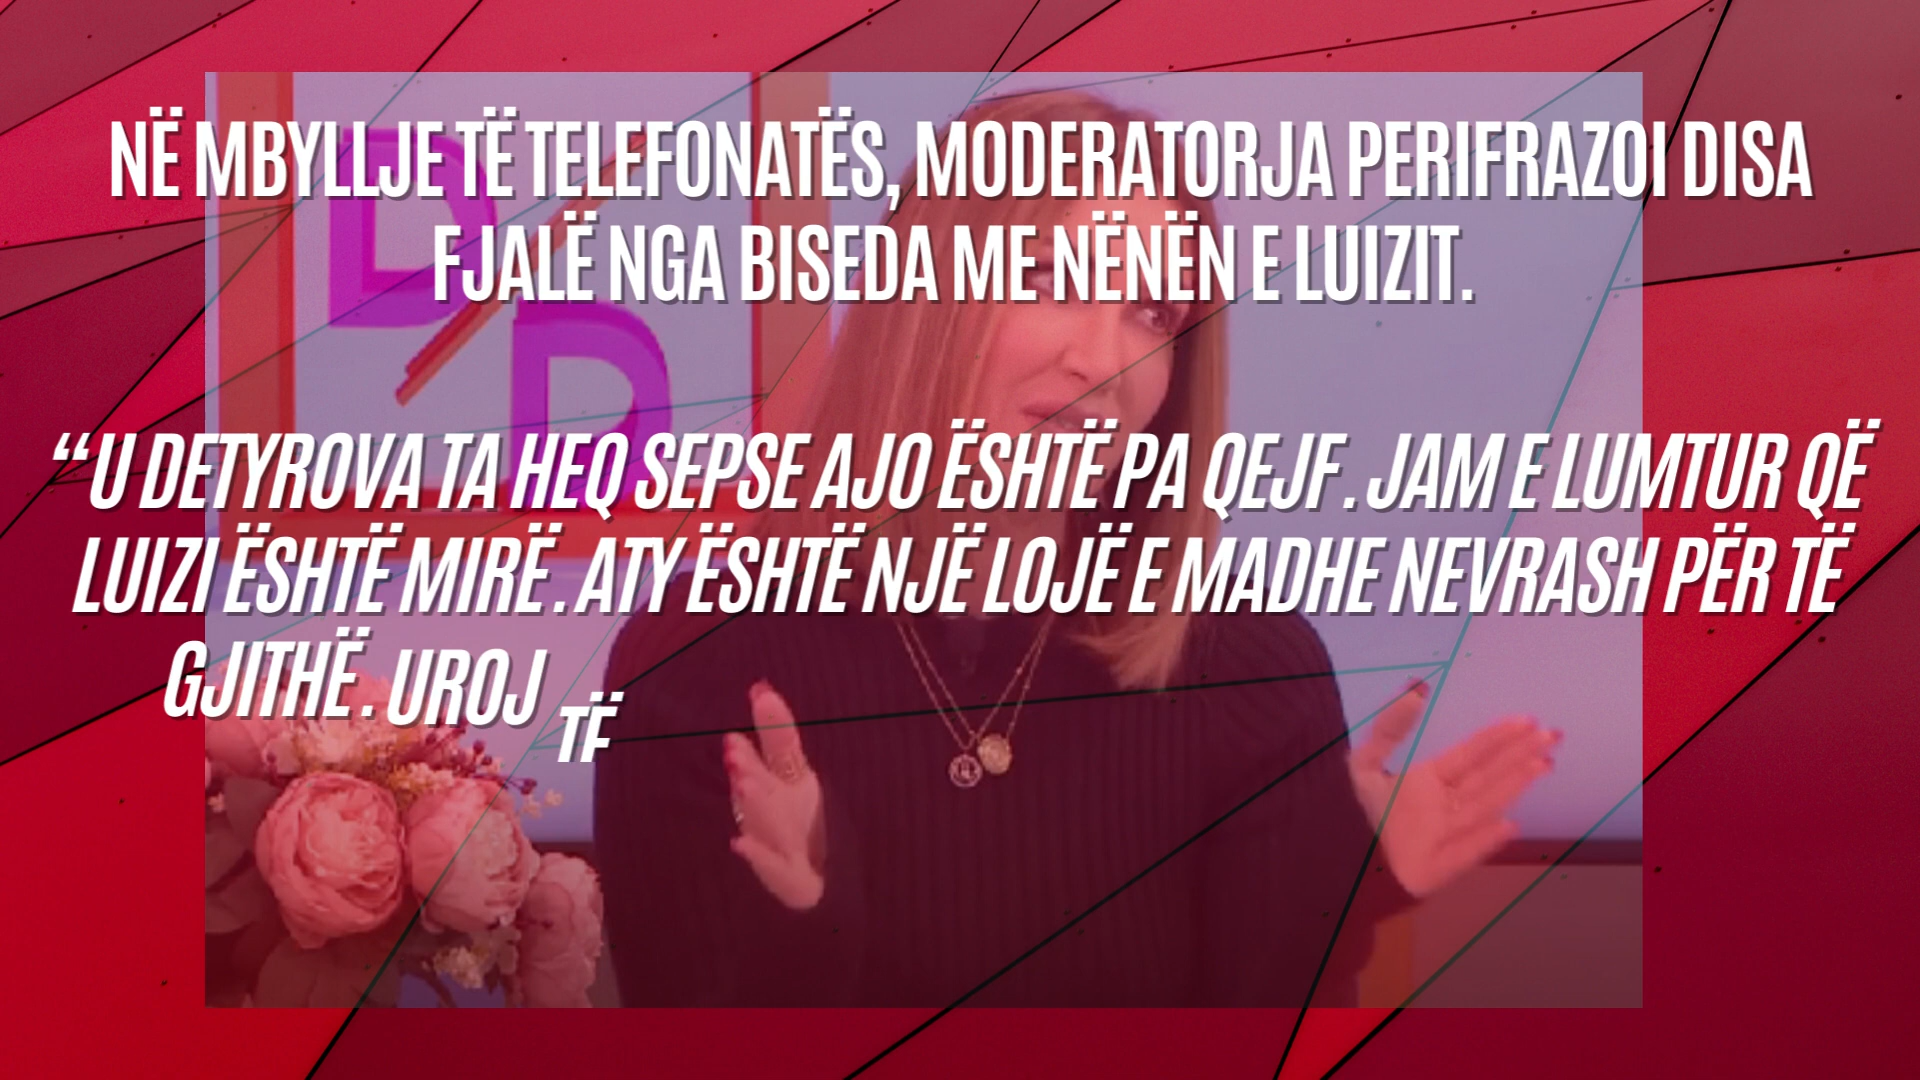 NË MBYLLJE TË TELEFONATËS, MODERATORJA PERIFRAZOI DISA
FJALË NGA BISEDA ME NËNËN E LUIZIT.
“U DETYROVA TA HEQ SEPSE AJO ËSHTË PA QEJF. JAM E LUMTUR QË
LUIZI ËSHTË MIRË. ATY ËSHTË NJË LOJË E MADHE NEVRASH PËR TË
GJITHË. UROJ TË
D/D